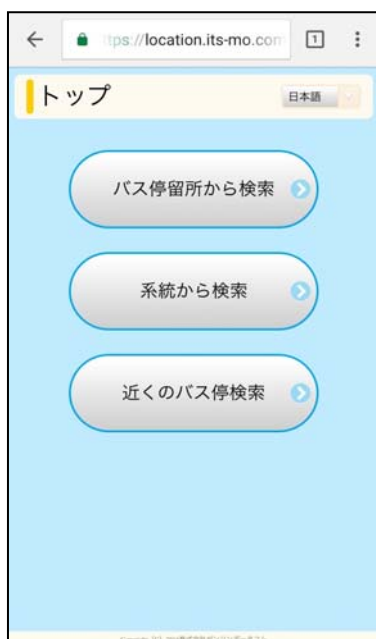 tps://location.its-mo.com
1
トップ
日本語
バス停留所から検索
系統から検索
近くのバス停検索